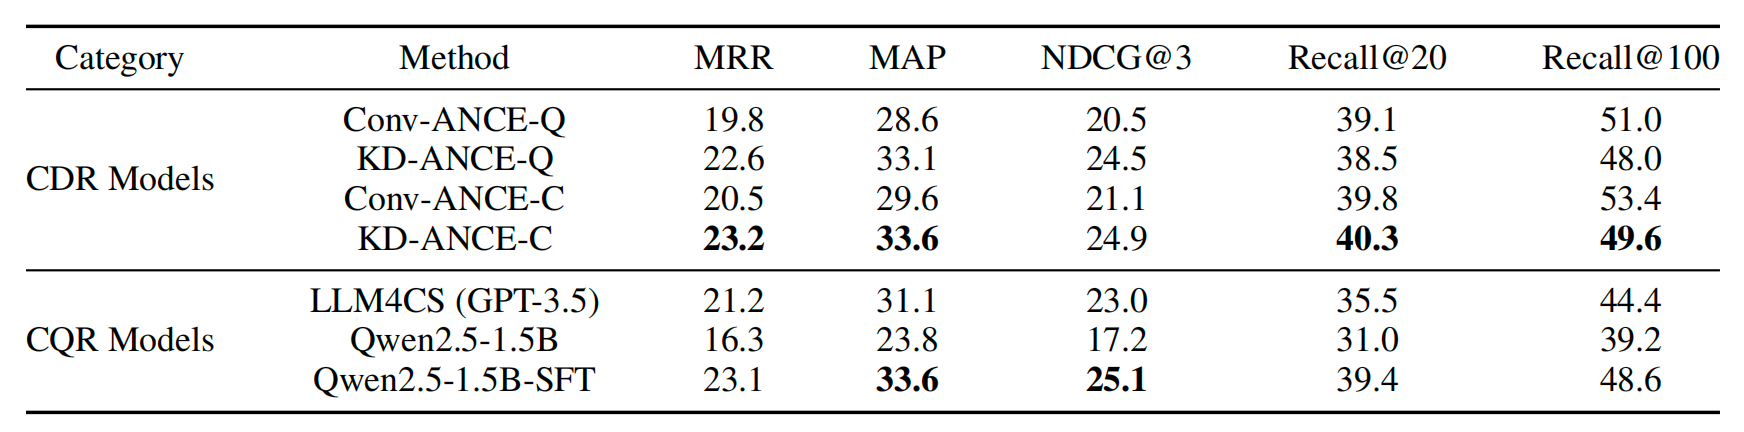 Category Method MRR MAP NDCG@3 Recall@20 Recall@100
Conv-ANCE-Q 19.8 28.6 20.5 39.1 51.0
KD-ANCE-Q 22.6 33.1 24.5 38.5 48.0
CDR Models
Conv-ANCE-C 20.5 29.6 21.1 39.8 53.4
KD-ANCE-C 23.2 33.6 24.9 40.3 49.6
LLM4CS (GPT-3.5) 21.2 31.1 23.0 35.5 44.4
CQR Models Qwen2.5-1.5B 16.3 23.8 17.2 31.0 39.2
Qwen2.5-1.5B-SFT 23.1 33.6 25.1 39.4 48.6